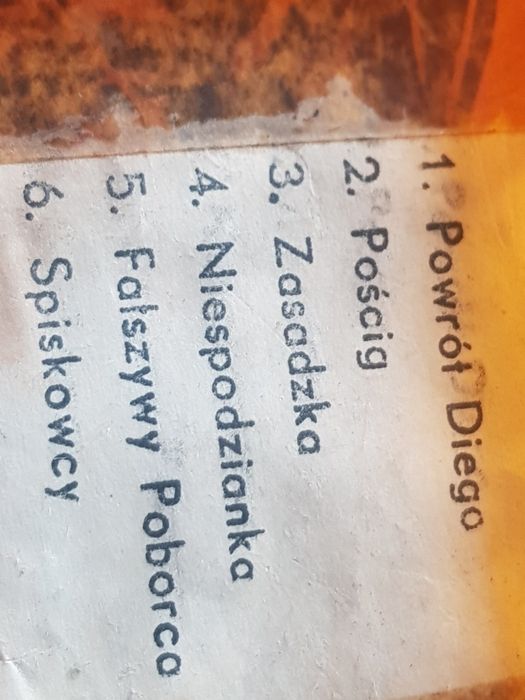 1. Powrót Diego
2. Pościg
3. Zasadzka
4. Niespodzianka
5. Fałszywy Poborca
6. Spiskowcy